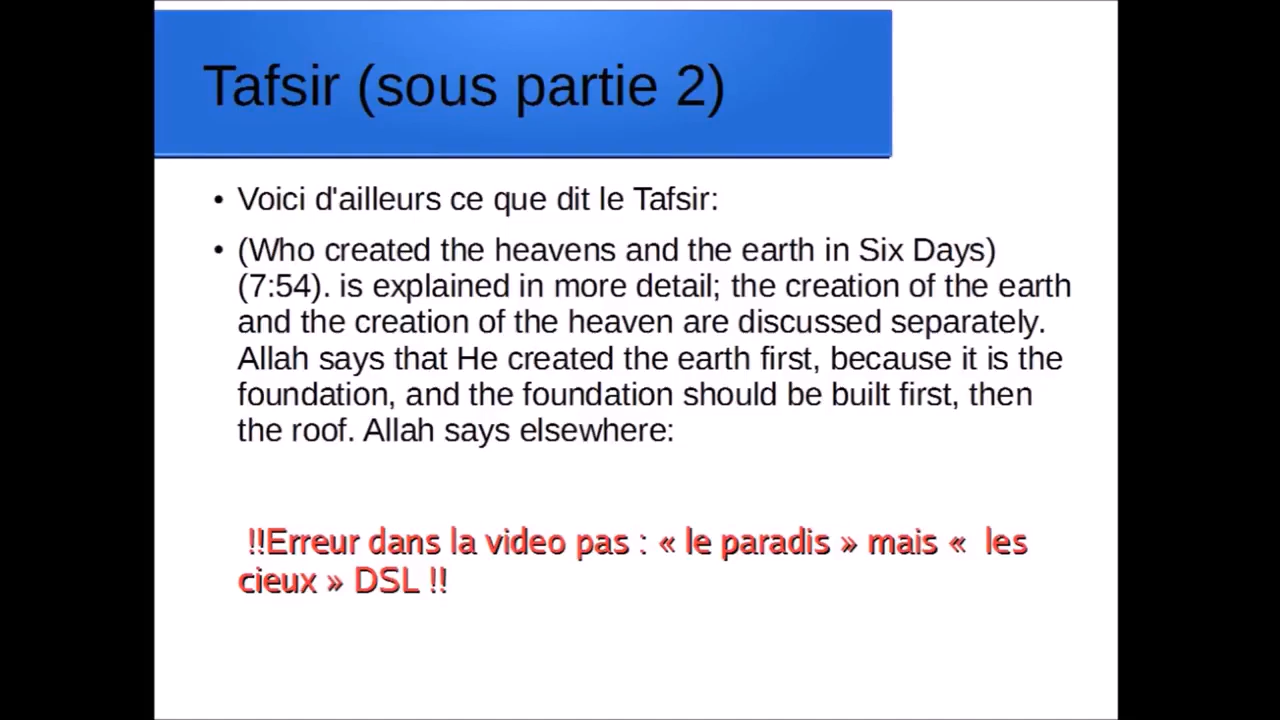 Tafsir (sous partie 2)
• Voici d'ailleurs ce que dit le Tafsir:
• (Who created the heavens and the earth in Six Days)
(7:54). is explained in more detail; the creation of the earth
and the creation of the heaven are discussed separately.
Allah says that He created the earth first, because it is the
foundation, and the foundation should be built first, then
the roof. Allah says elsewhere:
!!Erreur dans la video pas : « le paradis » mais «  les
cieux » DSL !!